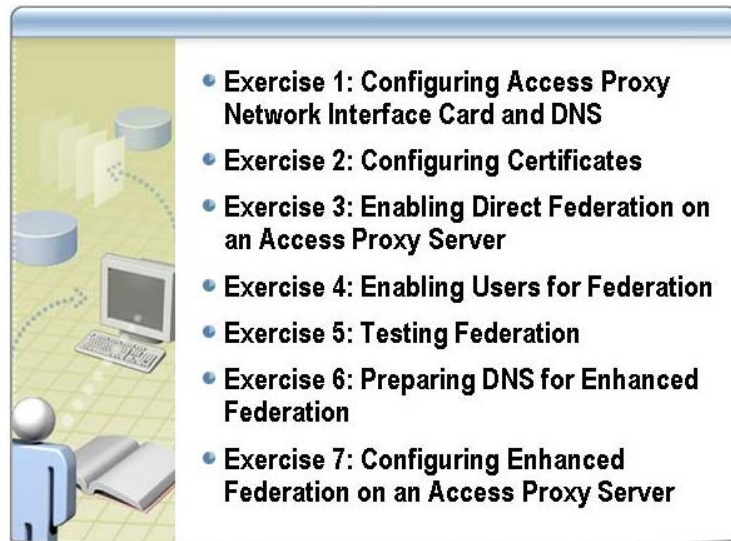 Exercise 1: Configuring Access Proxy
Network Interface Card and DNS
Exercise 2: Configuring Certificates
Exercise 3: Enabling Direct Federation on
an Access Proxy Server
Exercise 4: Enabling Users for Federation
Exercise 5: Testing Federation
Exercise 6: Preparing DNS for Enhanced
Federation
Exercise 7: Configuring Enhanced
Federation on an Access Proxy Server